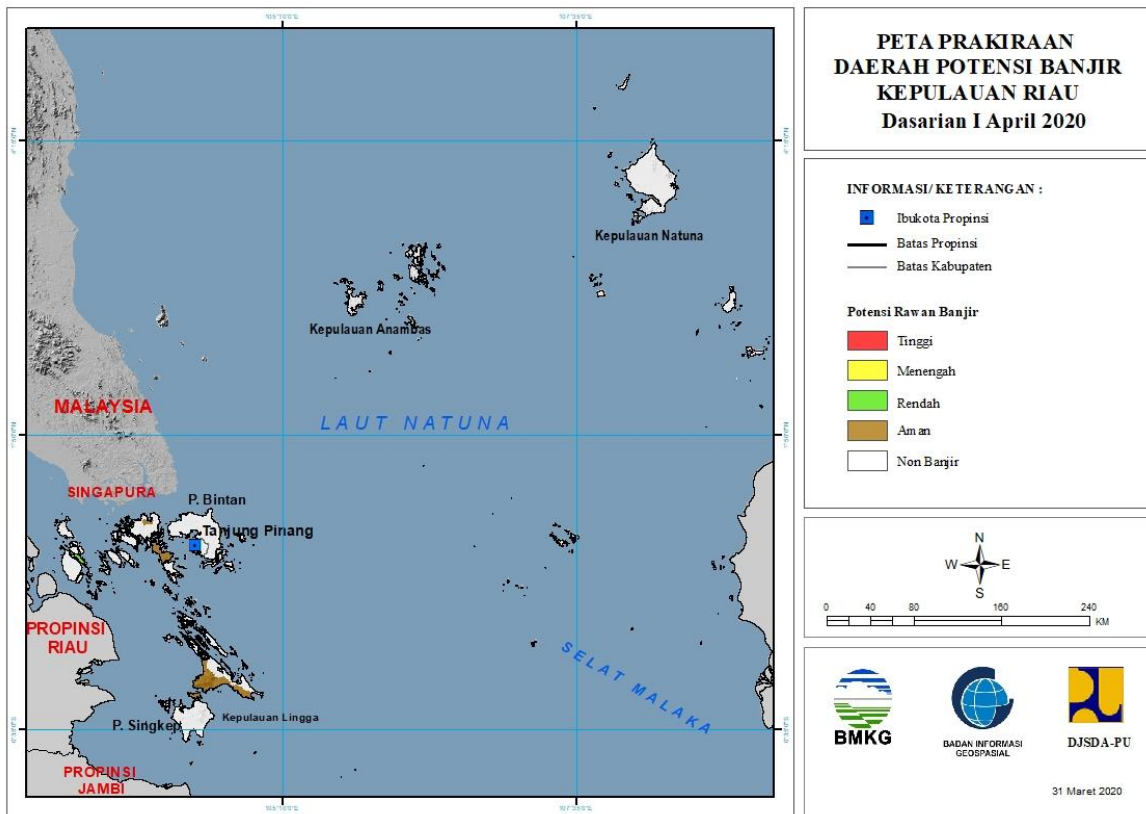 PETA PRAKIRAAN
DAERAH POTENSI BANJIR
KEPULAUAN RIAU
Dasarian I April 2020
INFORMASI/ KETERANGAN :
Ibukota Propinsi
Batas Propinsi
Batas Kabupaten
Potensi Rawan Banjir
Tinggi
Menengah
Rendah
Aman
Non Banjir
N
W
E
S
0 40 80 160 240
KM
BMKG
BADAN INFORMASI
GEOSPASIAL
DJSDA-PU
31 Maret 2020
Kepulauan Natuna
Kepulauan Anambas
MALAYSIA
LAUT NATUNA
SINGAPURA
P. Bintan
Tanjung Pinang
PROPINSI
RIAU
SELAT MALAKA
P. Singkep
Kepulauan Lingga
PROPINSI
JAMBI